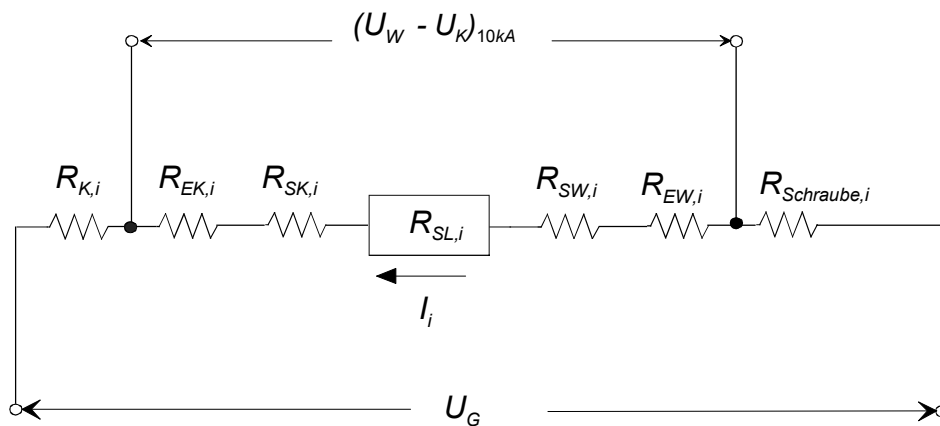 (U_W - U_K)_10kA
R_K,i R_EK,i R_SK,i R_SL,i R_SW,i R_EW,i R_Schraube,i
I_i
U_G